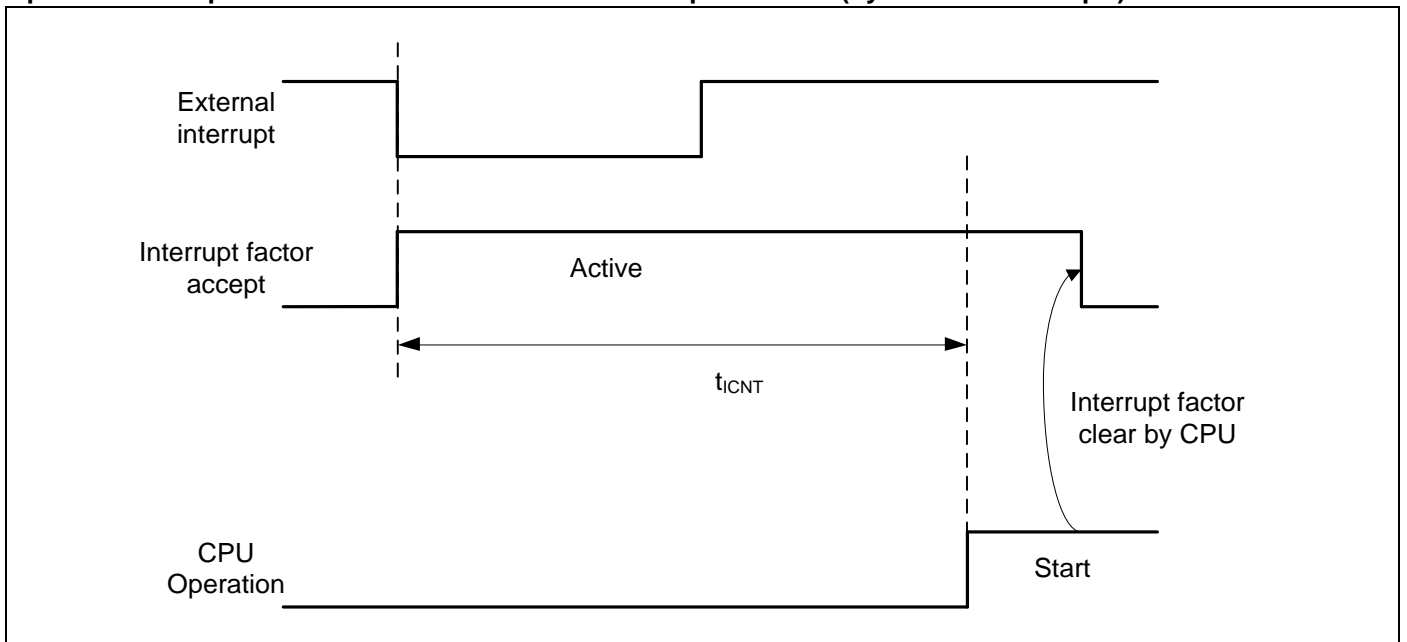 External
interrupt
Interrupt factor
accept
Active
tICNT
Interrupt factor
clear by CPU
CPU
Operation
Start